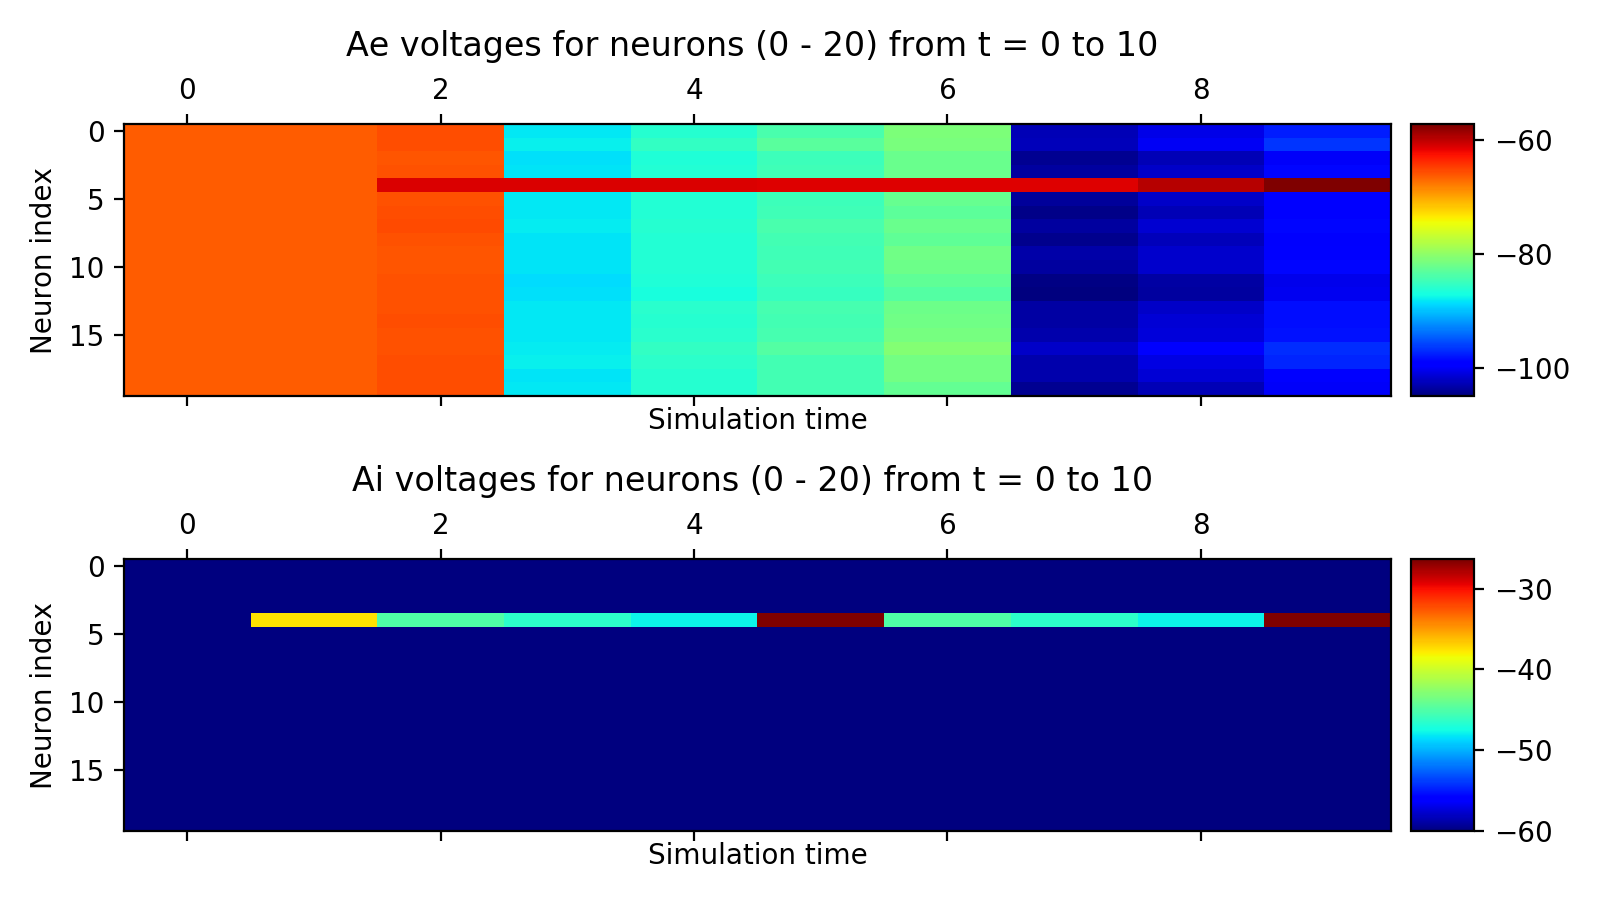 Ae voltages for neurons (0 - 20) from t = 0 to 10
0 2 4 6 8
0
5
10
15
Neuron index
Simulation time
−60
−80
−100
Ai voltages for neurons (0 - 20) from t = 0 to 10
0 2 4 6 8
0
5
10
15
Neuron index
Simulation time
−30
−40
−50
−60